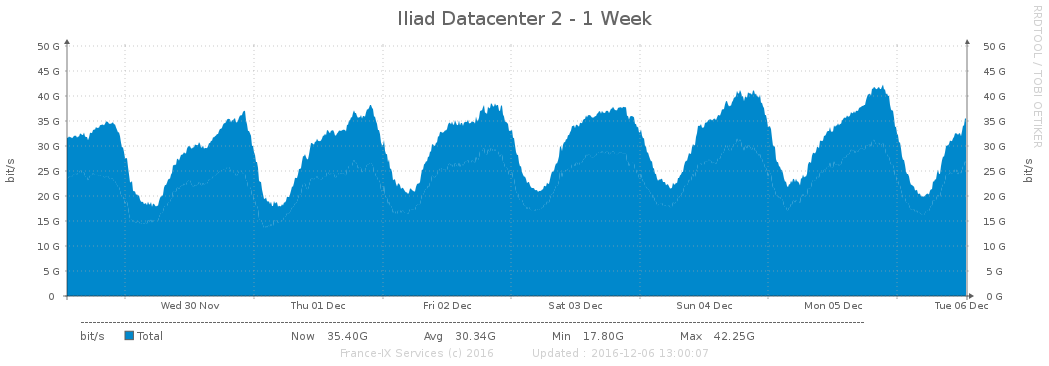 Iliad Datacenter 2 - 1 Week
RRDTOOL / TOBI OETIKER
50 G 50 G
45 G 45 G
40 G 40 G
35 G 35 G
30 G 30 G
25 G 25 G
20 G 20 G
15 G 15 G
10 G 10 G
5 G 5 G
0 0 G
bit/s bit/s
Wed 30 Nov Thu 01 Dec Fri 02 Dec Sat 03 Dec Sun 04 Dec Mon 05 Dec Tue 06 Dec
bit/s Total Now 35.40G Avg 30.34G Min 17.80G Max 42.25G
France-IX Services (c) 2016 Updated : 2016-12-06 13:00:07